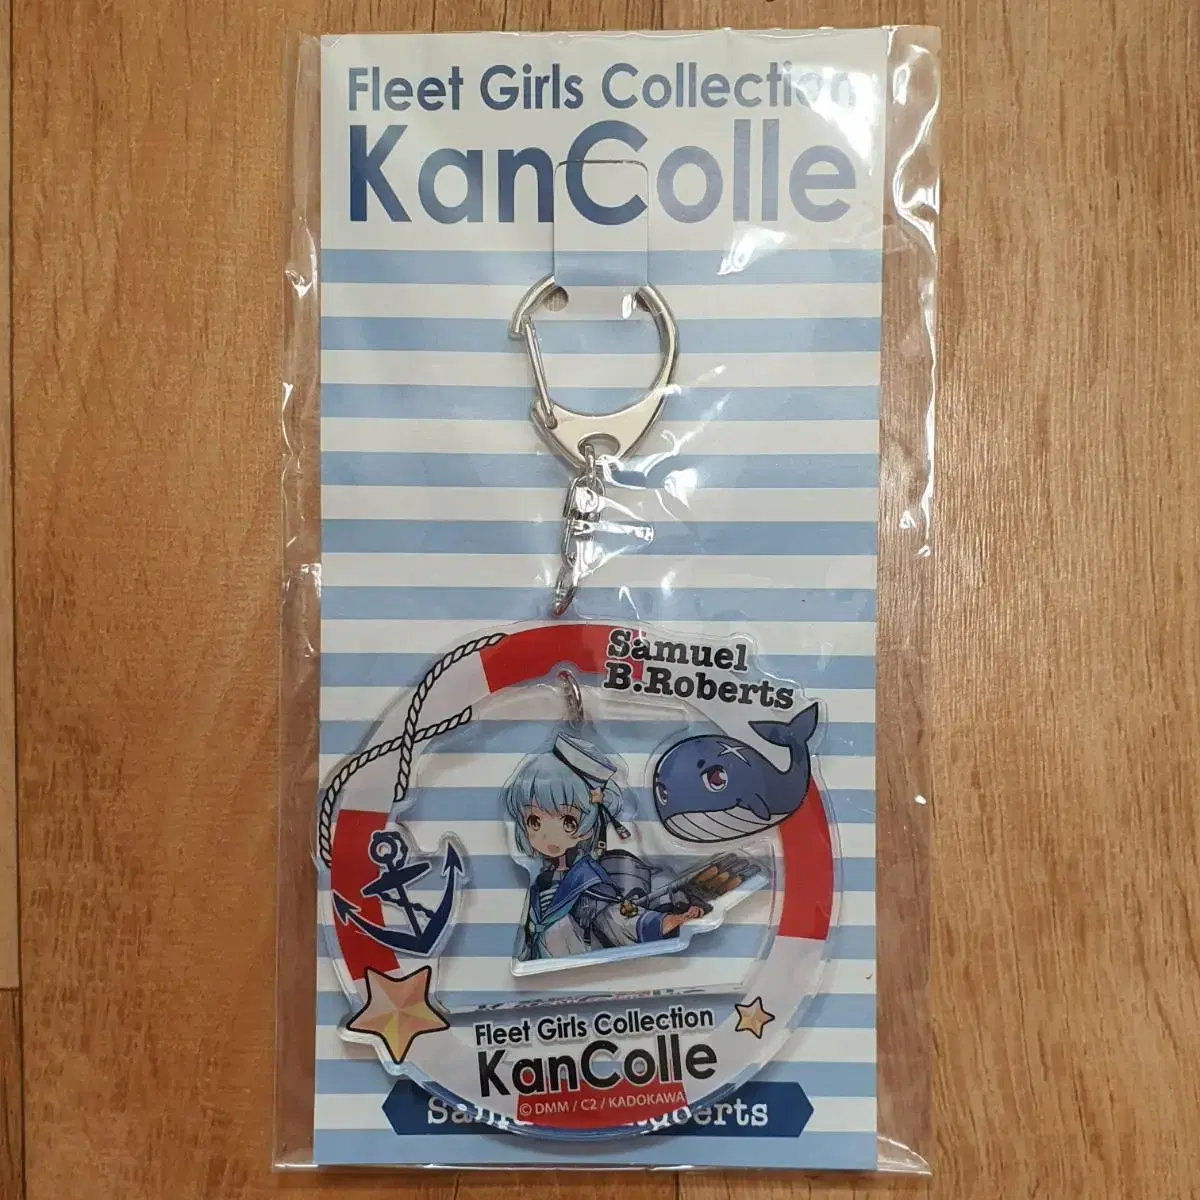 Fleet Girls Collection
KanColle
Samuel
B.Roberts
Fleet Girls Collection
KanColle
© DMM / C2 / KADOKAWA